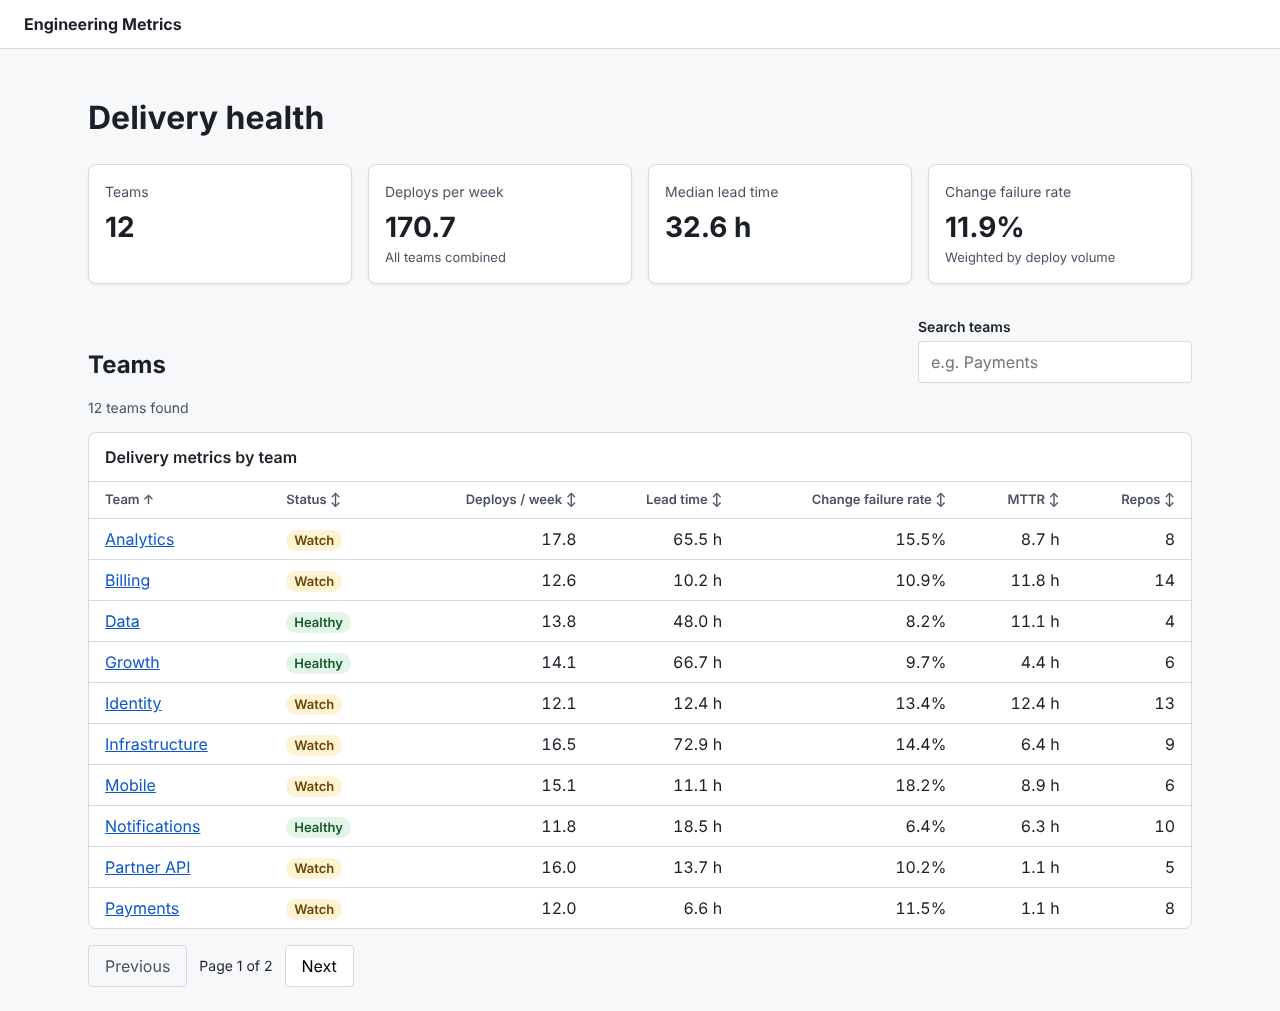 Engineering Metrics
Delivery health
Teams
12
Deploys per week
170.7
All teams combined
Median lead time
32.6 h
Change failure rate
11.9%
Weighted by deploy volume
Teams
Search teams
e.g. Payments
12 teams found
Delivery metrics by team
Team ↑ Status ↕ Deploys / week ↕ Lead time ↕ Change failure rate ↕ MTTR ↕ Repos ↕
Analytics Watch 17.8 65.5 h 15.5% 8.7 h 8
Billing Watch 12.6 10.2 h 10.9% 11.8 h 14
Data Healthy 13.8 48.0 h 8.2% 11.1 h 4
Growth Healthy 14.1 66.7 h 9.7% 4.4 h 6
Identity Watch 12.1 12.4 h 13.4% 12.4 h 13
Infrastructure Watch 16.5 72.9 h 14.4% 6.4 h 9
Mobile Watch 15.1 11.1 h 18.2% 8.9 h 6
Notifications Healthy 11.8 18.5 h 6.4% 6.3 h 10
Partner API Watch 16.0 13.7 h 10.2% 1.1 h 5
Payments Watch 12.0 6.6 h 11.5% 1.1 h 8
Previous Page 1 of 2 Next